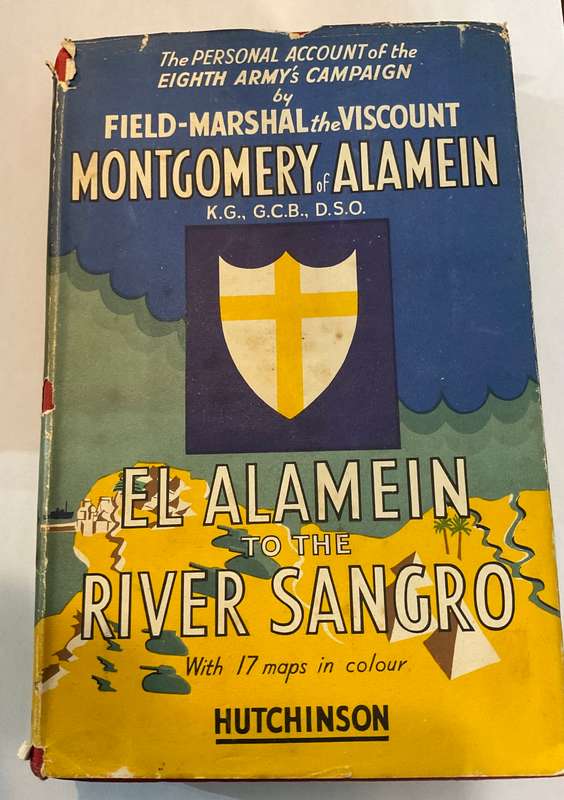 The PERSONAL ACCOUNT of the
EIGHTH ARMY'S CAMPAIGN
by
FIELD-MARSHAL the VISCOUNT
MONTGOMERY of ALAMEIN
K.G., G.C.B., D.S.O.
EL ALAMEIN
TO THE
RIVER SANGRO
With 17 maps in colour
HUTCHINSON